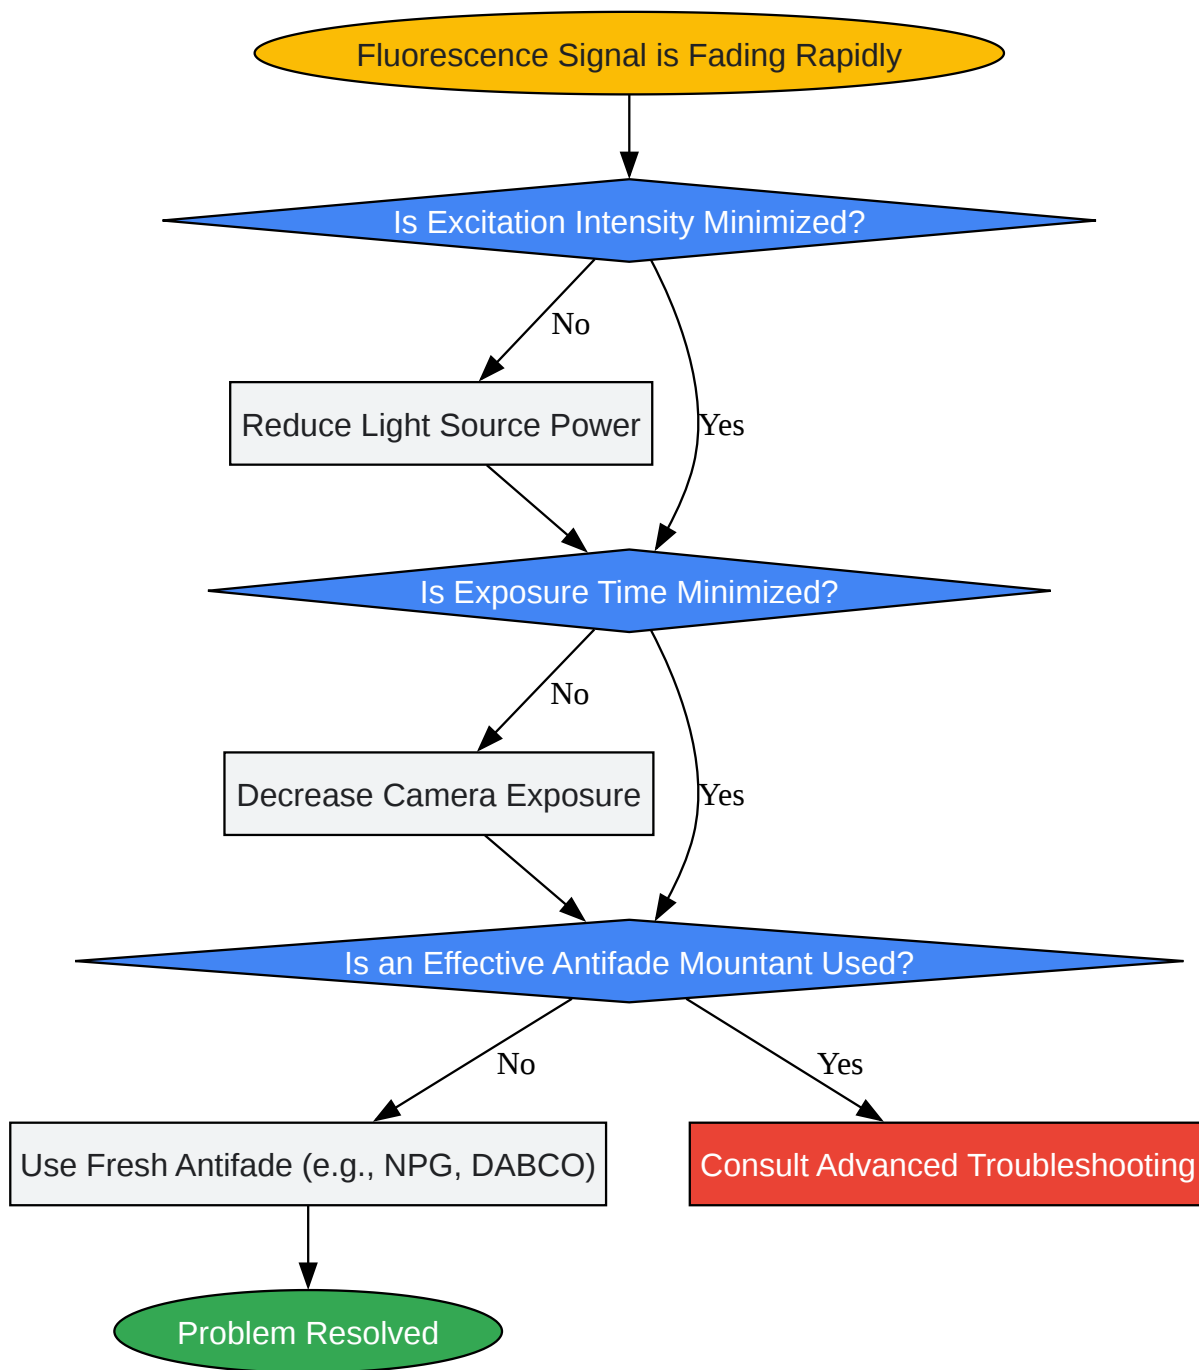 Fluorescence Signal is Fading Rapidly
Is Excitation Intensity Minimized?
No
Reduce Light Source Power
Yes
Is Exposure Time Minimized?
No
Decrease Camera Exposure
Yes
Is an Effective Antifade Mountant Used?
No
Yes
Use Fresh Antifade (e.g., NPG, DABCO)
Consult Advanced Troubleshooting
Problem Resolved